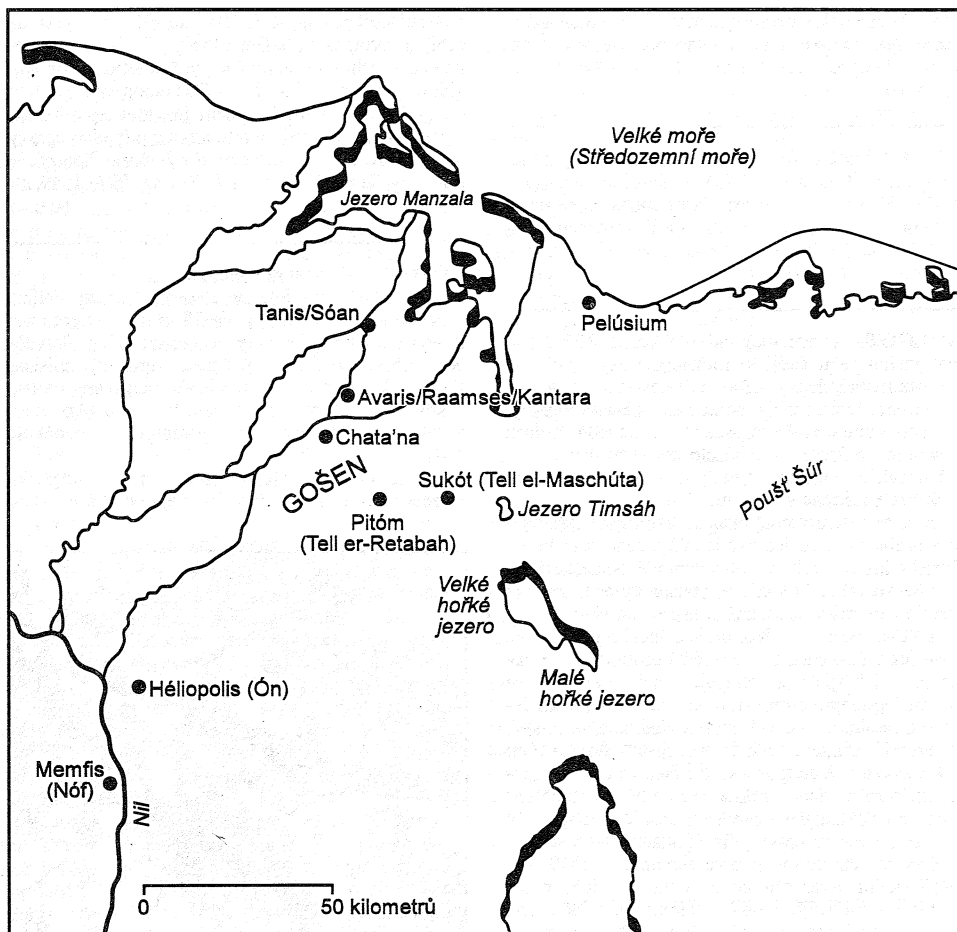 Velké moře
(Středozemní moře)
Jezero Manzala
Tanis/Sóan
Pelúsium
Avaris/Raamses/Kantara
Chata'na
GOŠEN
Sukót (Tell el-Maschúta)
Poušť Šúr
Jezero Timsáh
Pitóm
(Tell er-Retabah)
Velké
hořké
jezero
Malé
hořké jezero
Héliopolis (Ón)
Memfis
(Nóf)
Nil
0
50 kilometrů